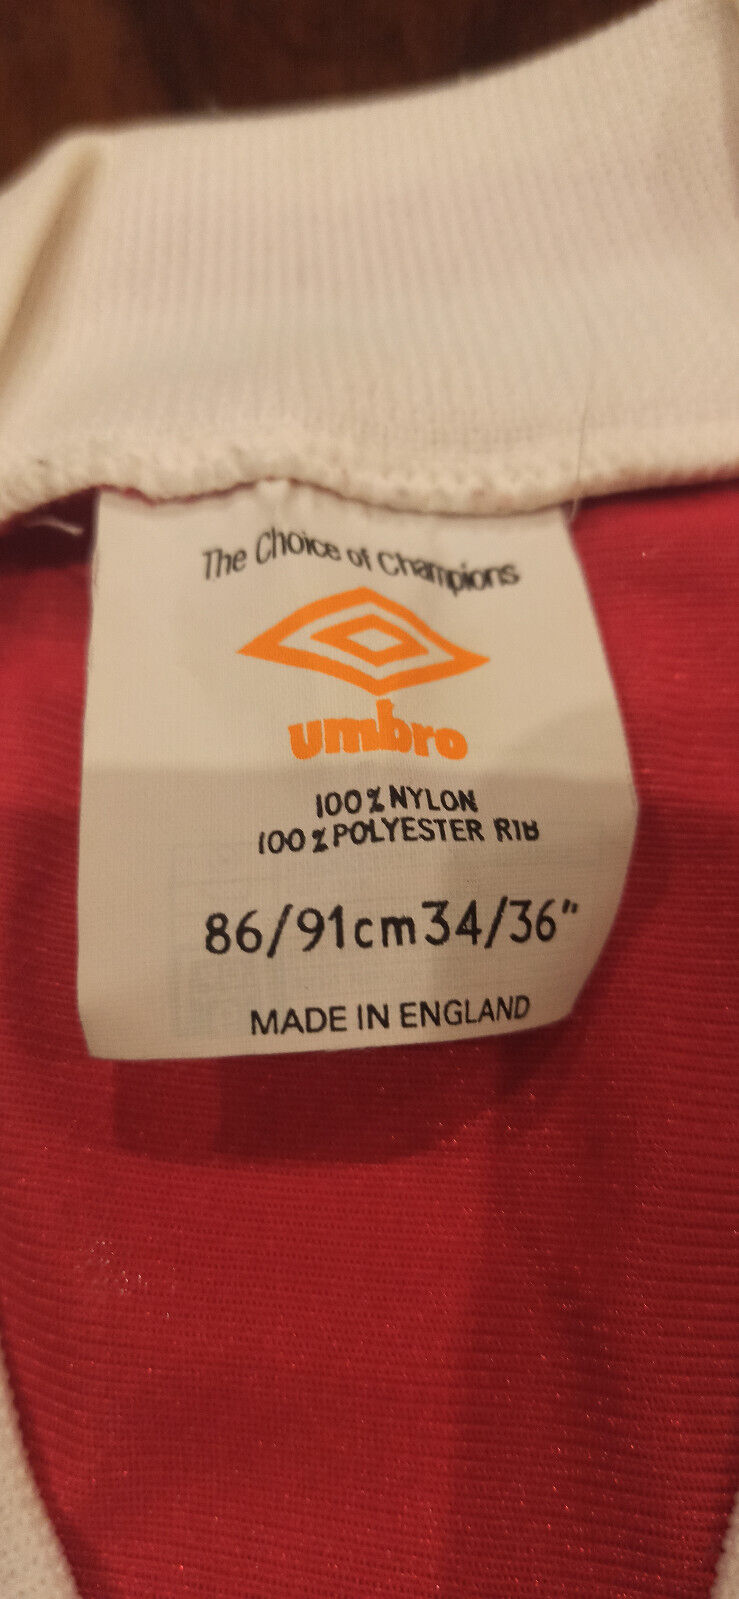 The Choice of Champions
umbro
100% NYLON
100% POLYESTER RIB
86/91cm 34/36"
MADE IN ENGLAND